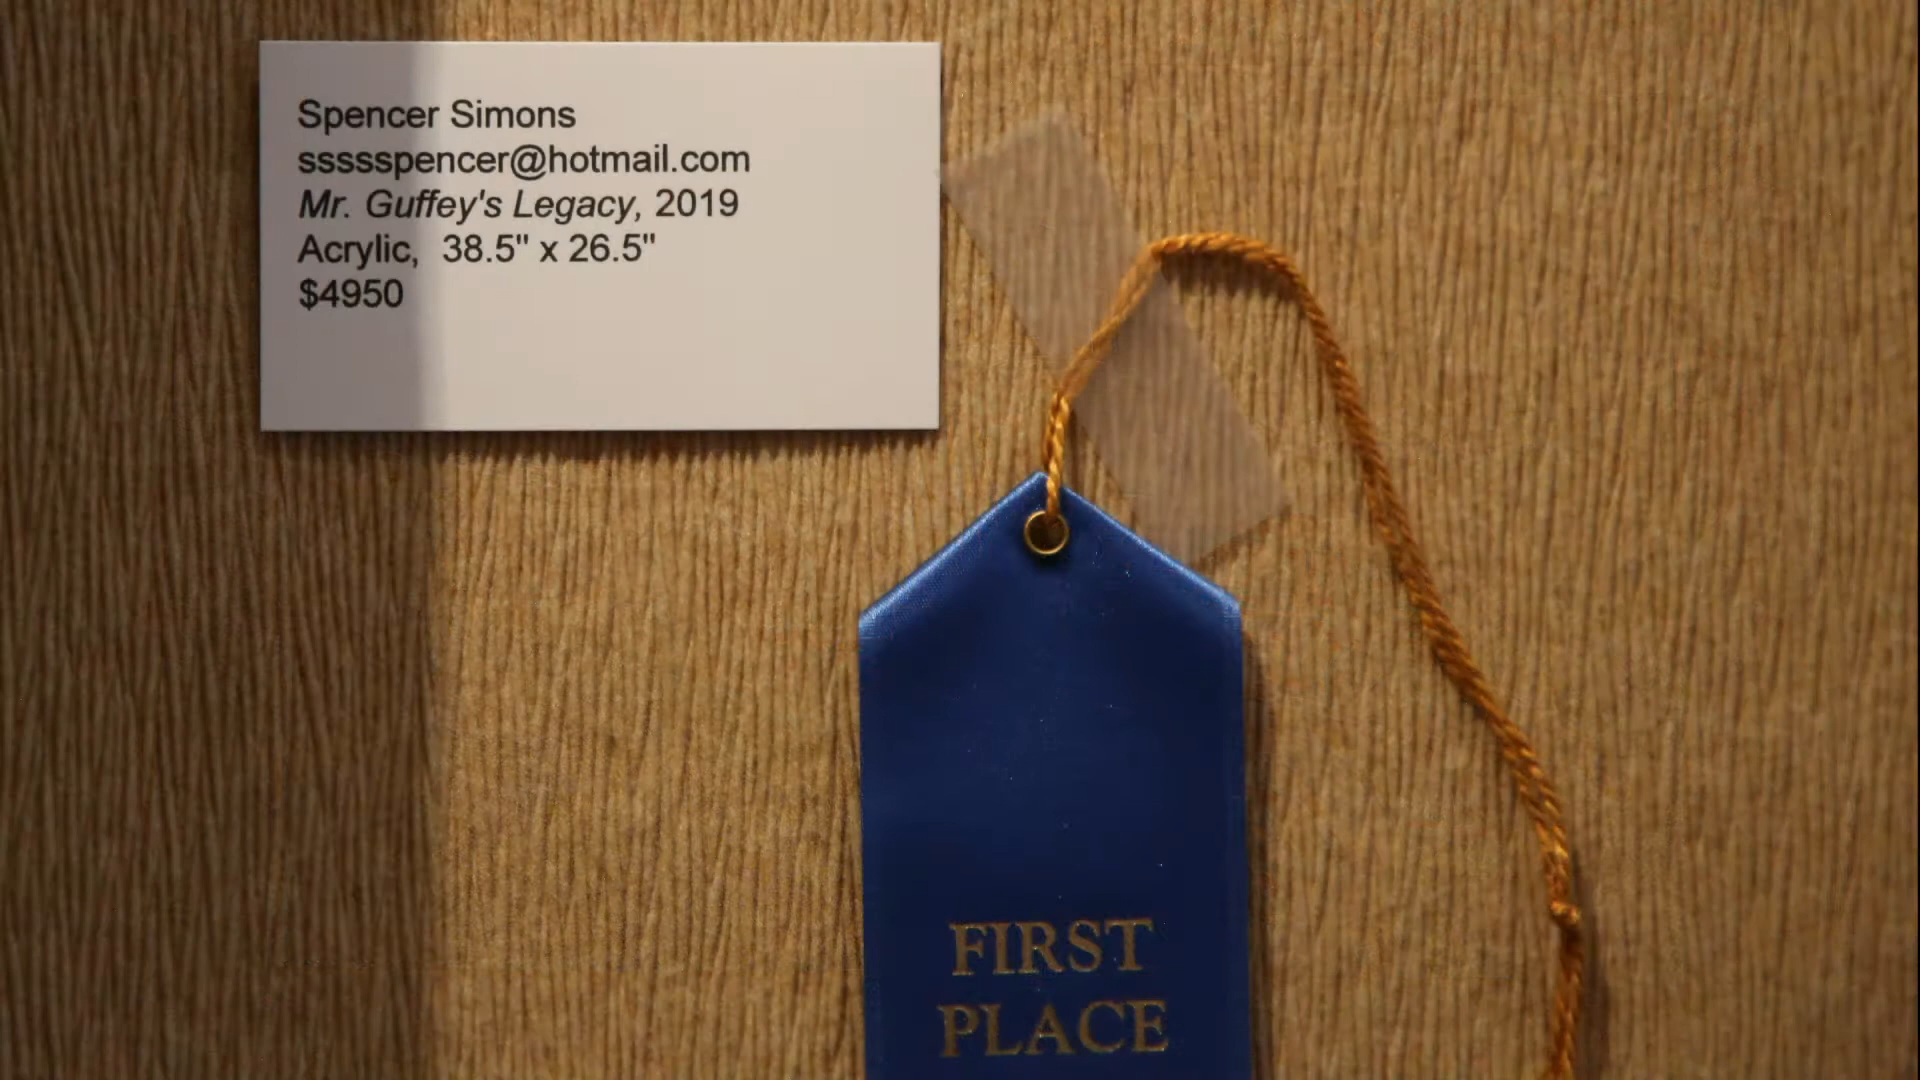 Spencer Simons
sssssspencer@hotmail.com
Mr. Guffey's Legacy, 2019
Acrylic,  38.5" x 26.5"
$4950
FIRST
PLACE